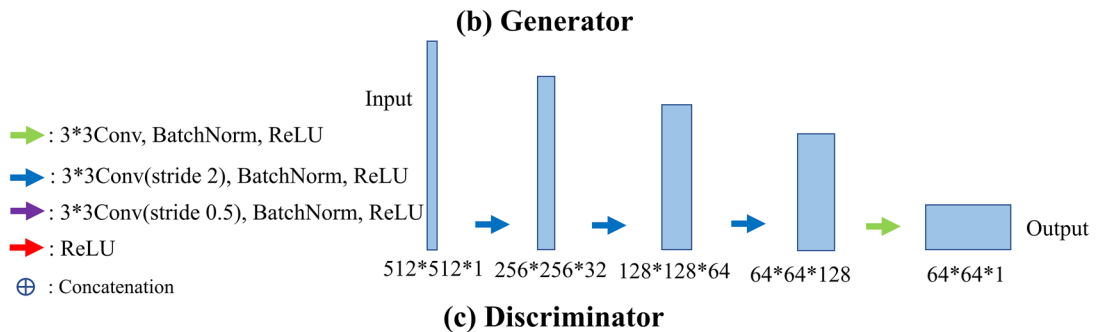 (b) Generator
Input
: 3*3Conv, BatchNorm, ReLU
: 3*3Conv(stride 2), BatchNorm, ReLU
: 3*3Conv(stride 0.5), BatchNorm, ReLU
: ReLU
: Concatenation
512*512*1 256*256*32 128*128*64 64*64*128 64*64*1
Output
(c) Discriminator